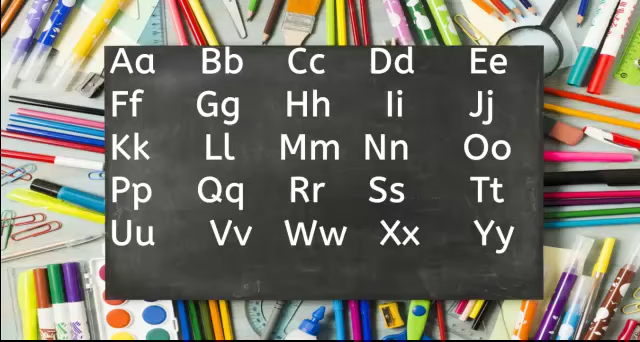 Aa Bb Cc Dd Ee
Ff Gg Hh Ii Jj
Kk Ll Mm Nn Oo
Pp Qq Rr Ss Tt
Uu Vv Ww Xx Yy